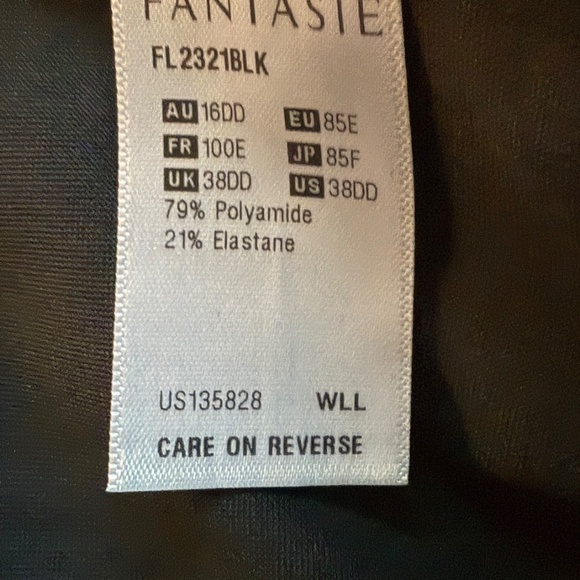 FANTASIE
FL2321BLK
AU 16DD EU 85E
FR 100E JP 85F
UK 38DD US 38DD
79% Polyamide
21% Elastane
US135828 WLL
CARE ON REVERSE